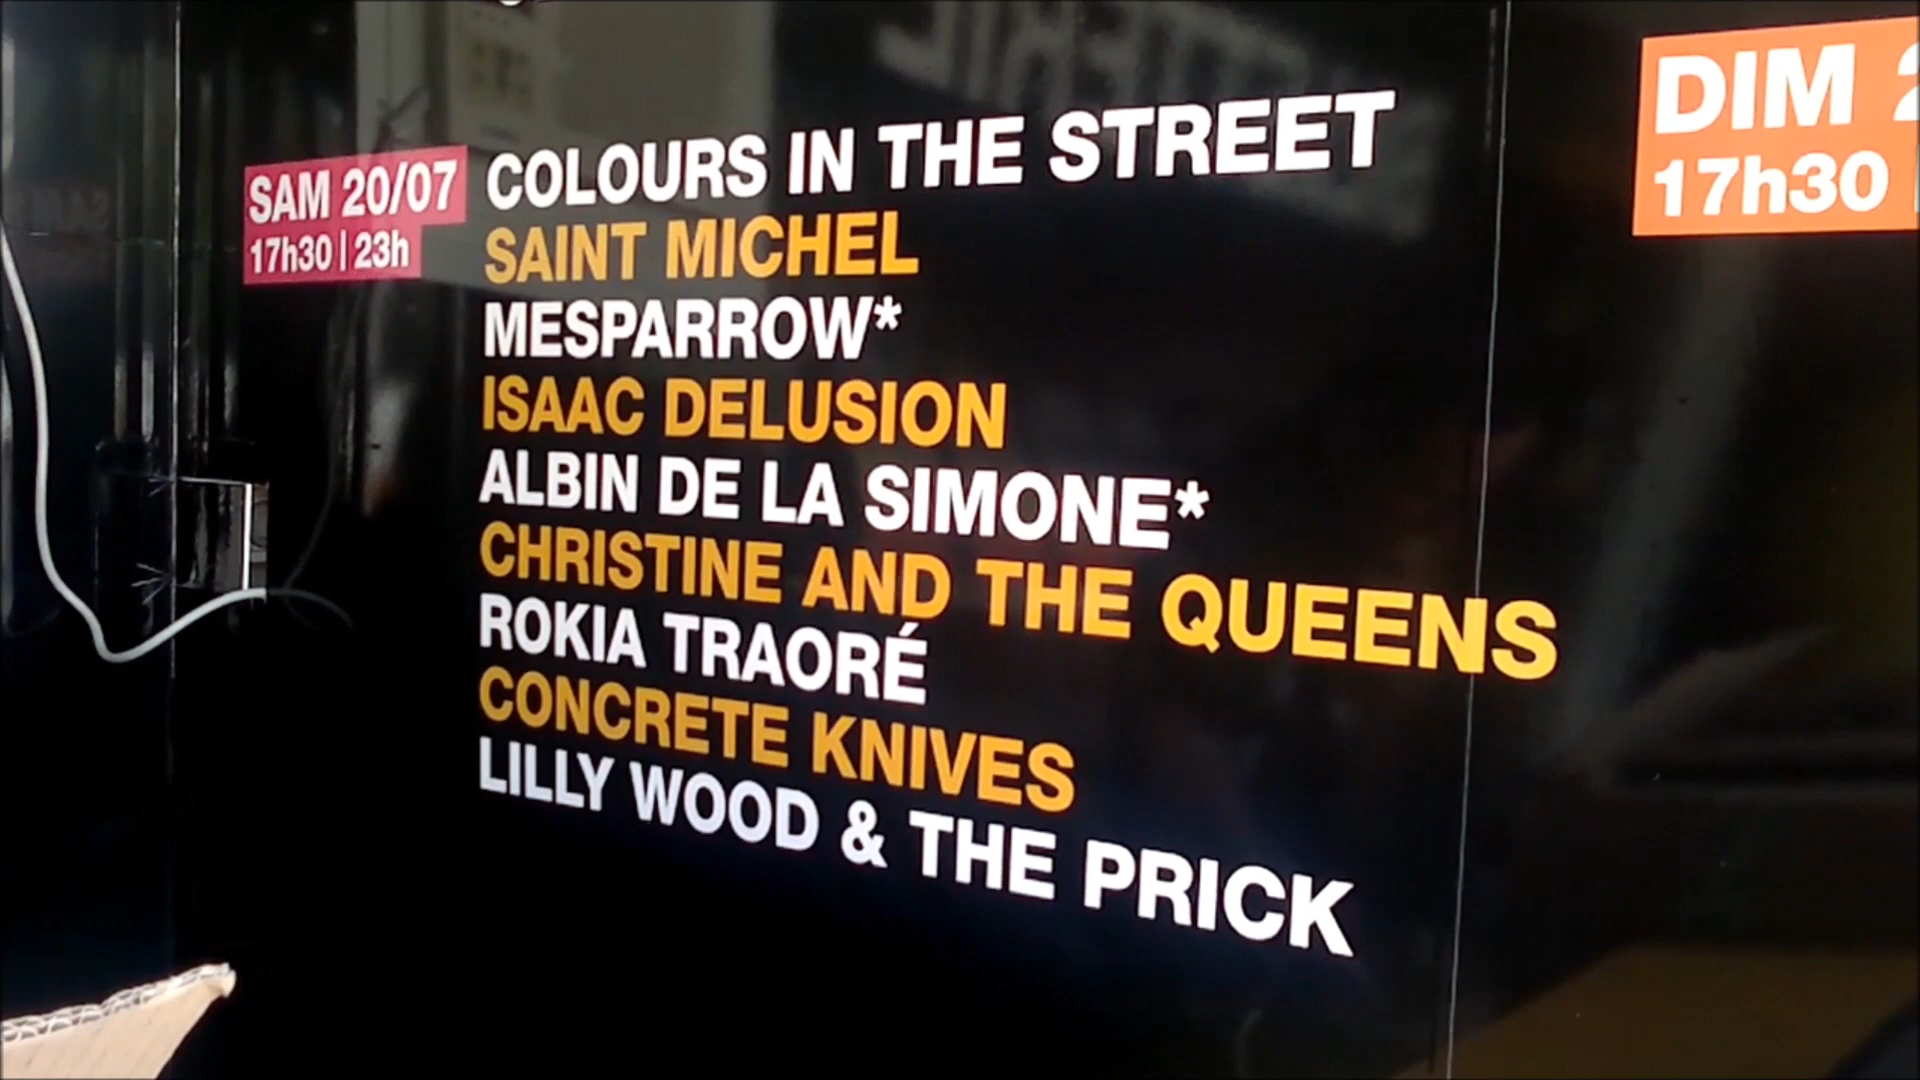 SAM 20/07
17h30 | 23h
COLOURS IN THE STREET
SAINT MICHEL
MESPARROW*
ISAAC DELUSION
ALBIN DE LA SIMONE*
CHRISTINE AND THE QUEENS
ROKIA TRAORÉ
CONCRETE KNIVES
LILLY WOOD & THE PRICK
DIM
17h30